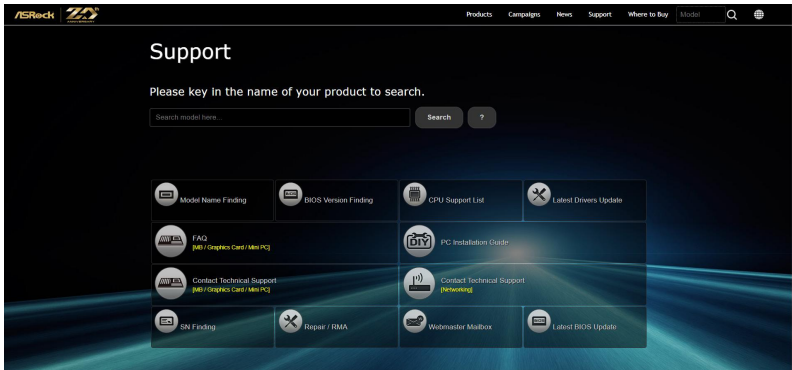 ASRock
Products Campaigns News Support Where to Buy Model
Support
Please key in the name of your product to search.
Search model here...
Search
?
Model Name Finding
BIOS
BIOS Version Finding
CPU Support List
Latest Drivers Update
FAQ
[MB / Graphics Card / Mini PC]
DIY
PC Installation Guide
Contact Technical Support
[MB / Graphics Card / Mini PC]
Contact Technical Support
[Networking]
SN Finding
Repair / RMA
Webmaster Mailbox
BIOS
Latest BIOS Update